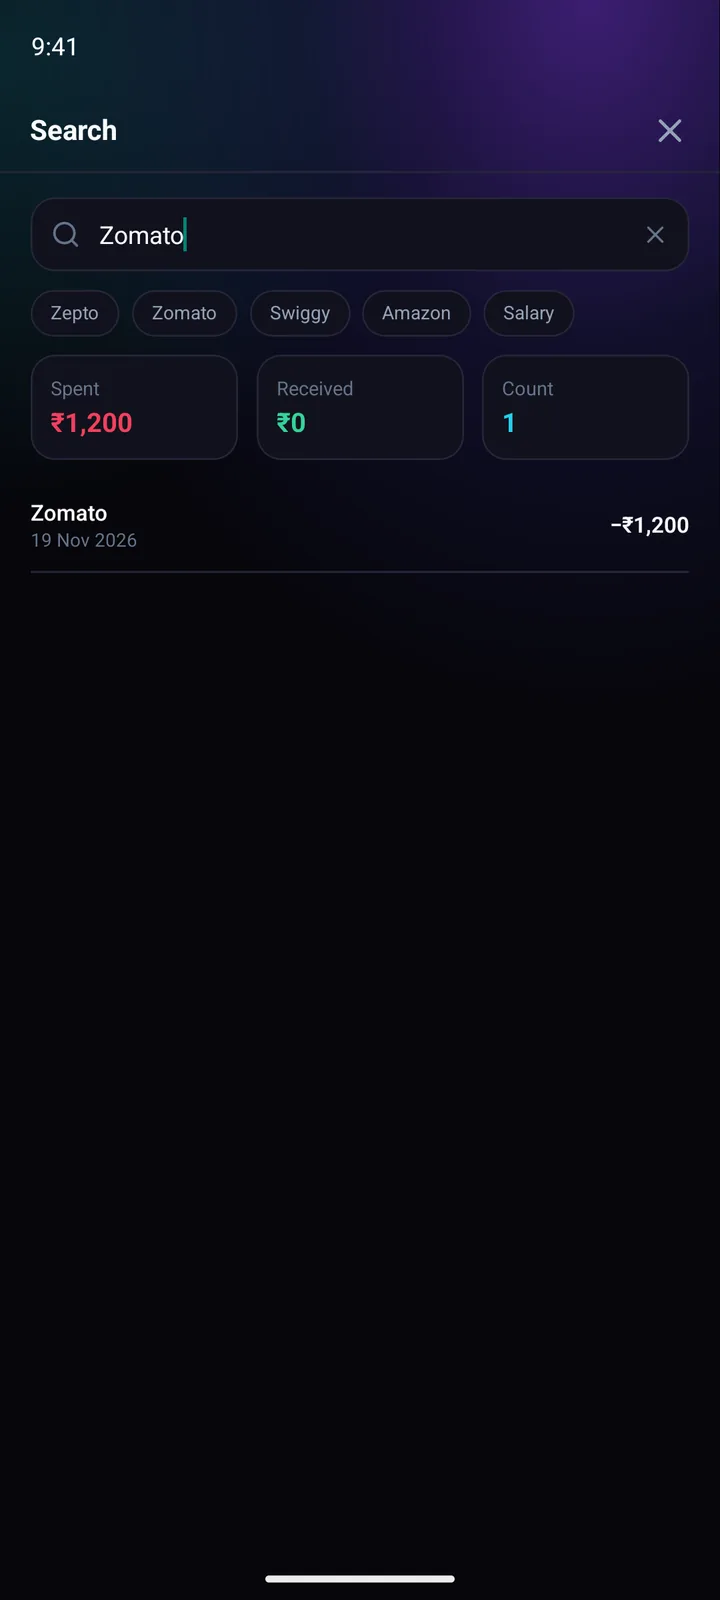 9:41
Search
Zomato
Zepto Zomato Swiggy Amazon Salary
Spent Received Count
₹1,200 ₹0 1
Zomato
19 Nov 2026
−₹1,200